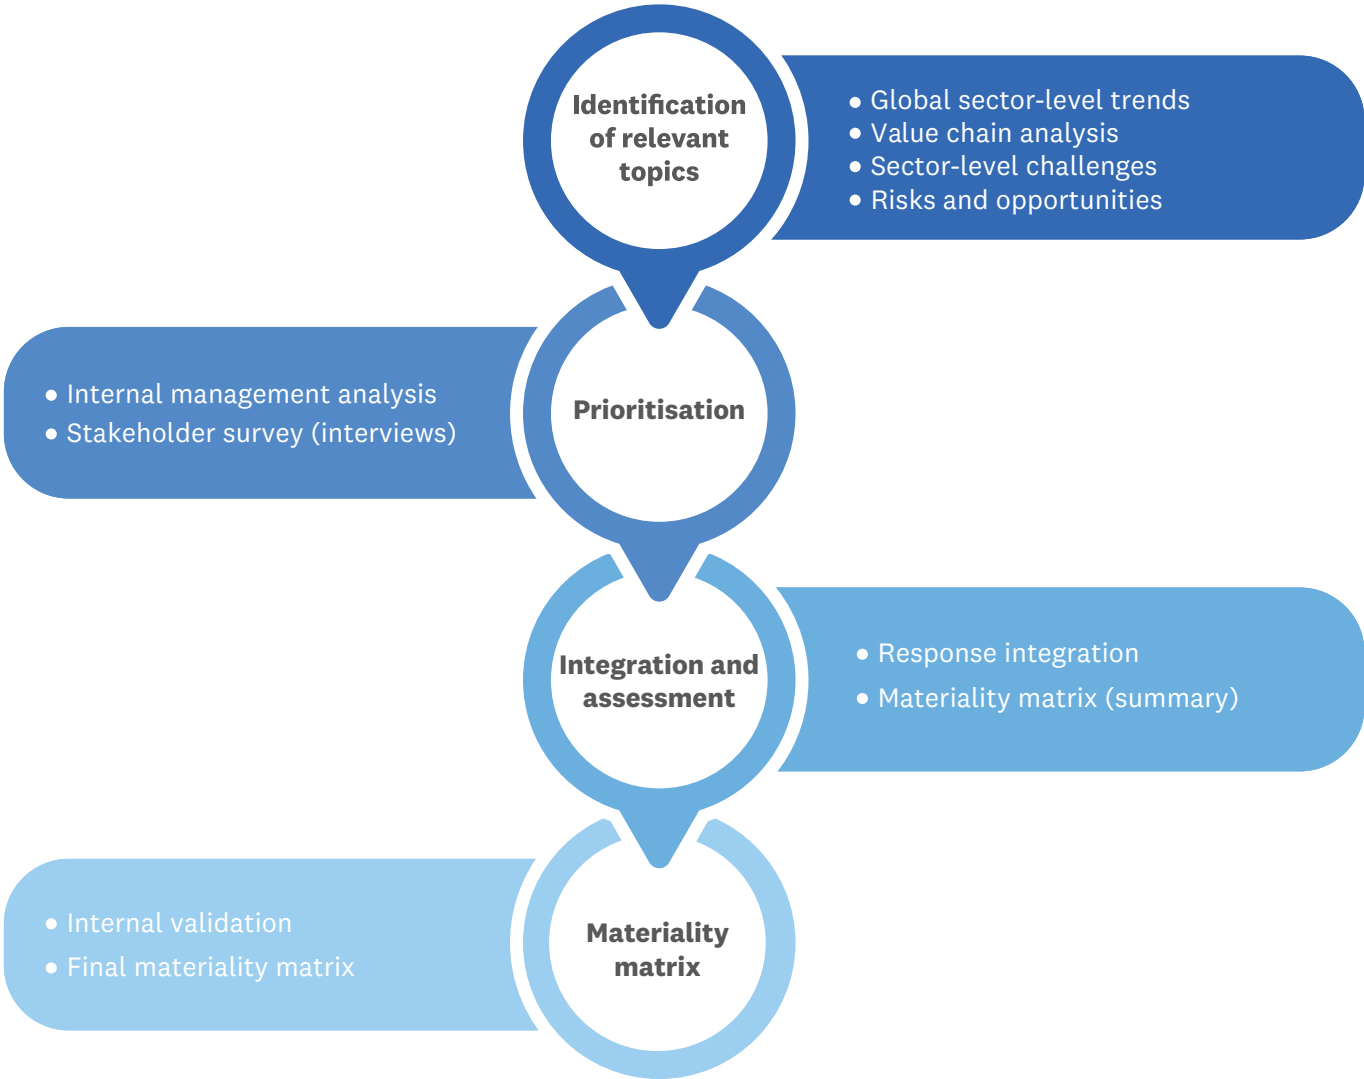 Identification
of relevant
topics
● Global sector-level trends
● Value chain analysis
● Sector-level challenges
● Risks and opportunities
Prioritisation
● Internal management analysis
● Stakeholder survey (interviews)
Integration and
assessment
● Response integration
● Materiality matrix (summary)
Materiality
matrix
● Internal validation
● Final materiality matrix